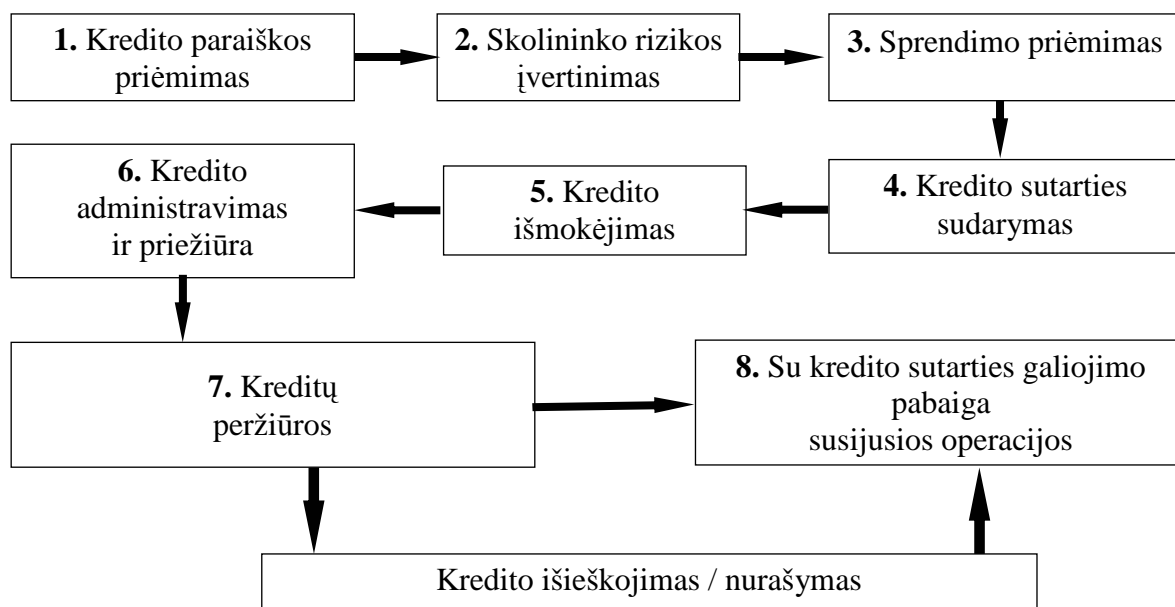 1. Kredito paraiškos
priėmimas
2. Skolininko rizikos
įvertinimas
3. Sprendimo priėmimas
6. Kredito
administravimas
ir priežiūra
5. Kredito
išmokėjimas
4. Kredito sutarties
sudarymas
7. Kreditų
peržiūros
8. Su kredito sutarties galiojimo
pabaiga
susijusios operacijos
Kredito išieškojimas / nurašymas